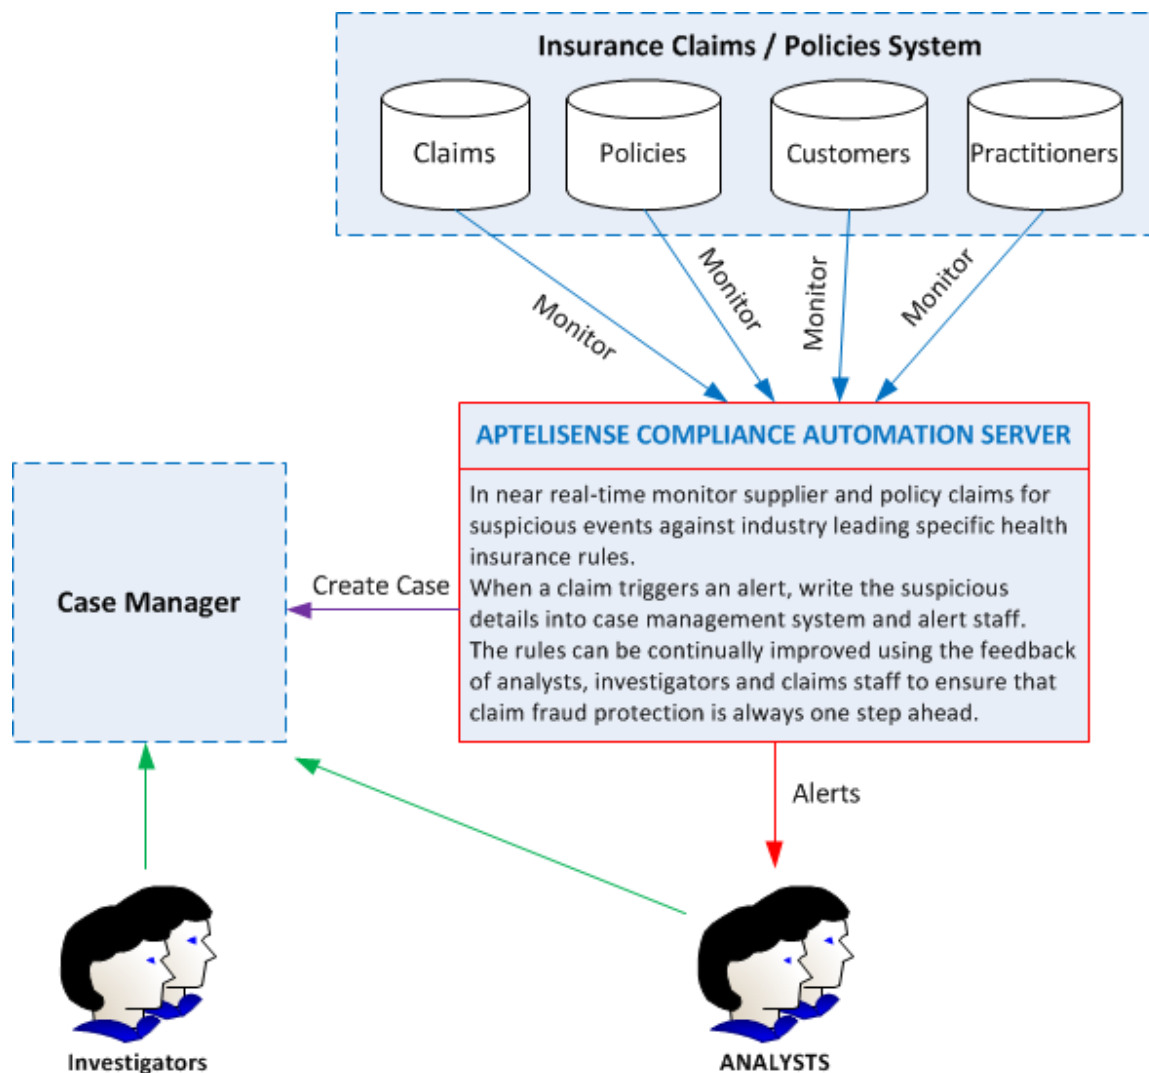 Insurance Claims / Policies System
Claims
Policies
Customers
Practitioners
Monitor
Monitor
Monitor
Monitor
APTELISENSE COMPLIANCE AUTOMATION SERVER
In near real-time monitor supplier and policy claims for
suspicious events against industry leading specific health
insurance rules.
When a claim triggers an alert, write the suspicious
details into case management system and alert staff.
The rules can be continually improved using the feedback
of analysts, investigators and claims staff to ensure that
claim fraud protection is always one step ahead.
Create Case
Case Manager
Alerts
Investigators
ANALYSTS